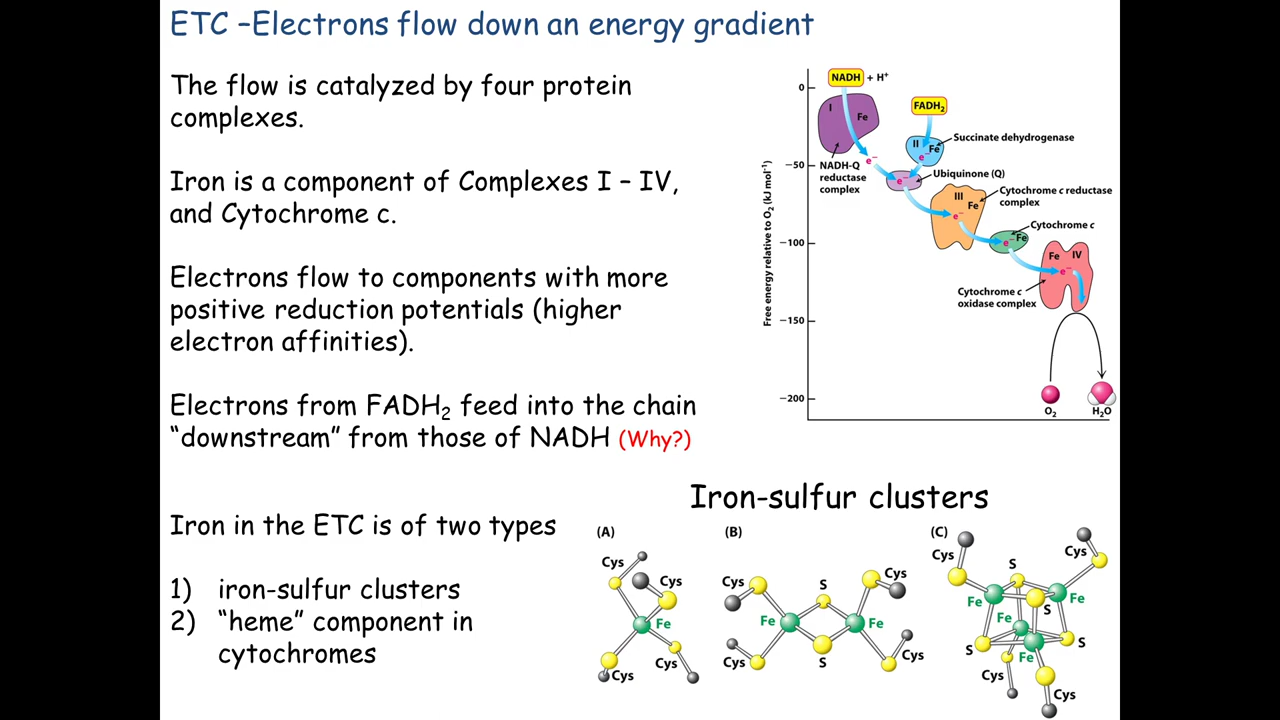 ETC –Electrons flow down an energy gradient
The flow is catalyzed by four protein
complexes.
Iron is a component of Complexes I – IV,
and Cytochrome c.
Electrons flow to components with more
positive reduction potentials (higher
electron affinities).
Electrons from FADH₂ feed into the chain
“downstream” from those of NADH (Why?)
Iron in the ETC is of two types
1) iron-sulfur clusters
2) “heme” component in
cytochromes
Free energy relative to O₂ (kJ mol⁻¹)
0
−50
−100
−150
−200
NADH + H⁺
FADH₂
I
Fe
II
Fe
e⁻
Succinate dehydrogenase
e⁻
NADH-Q
reductase
complex
Ubiquinone (Q)
e⁻
III
Fe
e⁻
Cytochrome c reductase
complex
Cytochrome c
e⁻
Fe
Fe
IV
e⁻
Cytochrome c
oxidase complex
O₂
H₂O
Iron-sulfur clusters
(A)
Cys
Cys
Fe
Cys
Cys
(B)
Cys
S
Cys
Fe
Fe
Cys
S
Cys
(C)
Cys
S
Cys
Fe
S
Fe
Fe
S
Fe
S
Cys
Cys